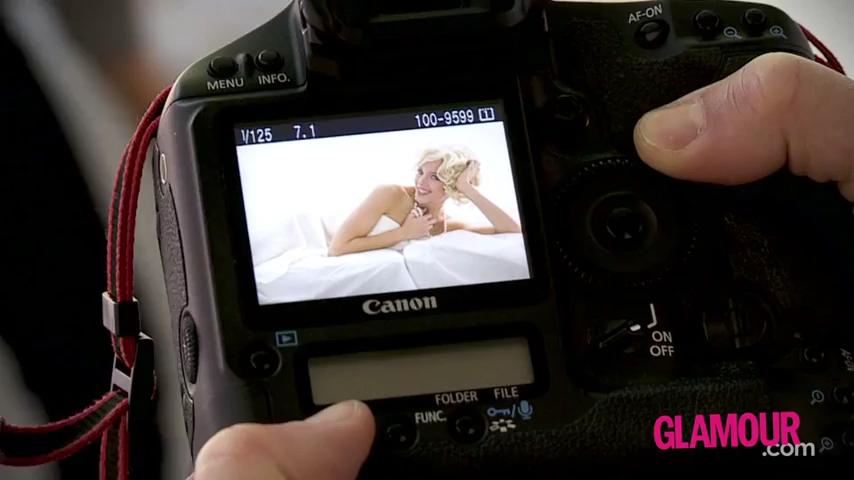 AF-ON
MENU INFO.
1/125 7.1 100-9599 1
Canon
ON
OFF
FOLDER FILE
FUNC.
GLAMOUR
.com